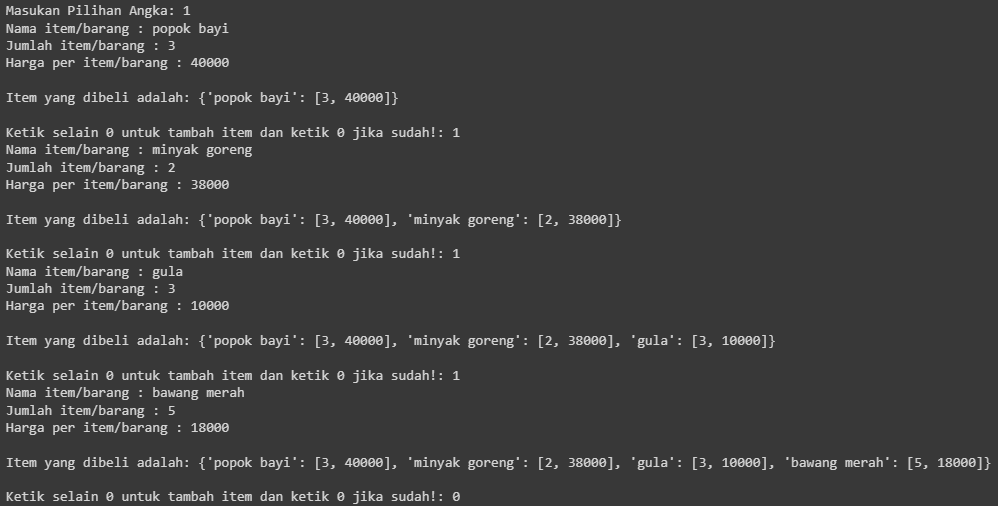 Masukan Pilihan Angka: 1
Nama item/barang : popok bayi
Jumlah item/barang : 3
Harga per item/barang : 40000
Item yang dibeli adalah: {'popok bayi': [3, 40000]}
Ketik selain 0 untuk tambah item dan ketik 0 jika sudah!: 1
Nama item/barang : minyak goreng
Jumlah item/barang : 2
Harga per item/barang : 38000
Item yang dibeli adalah: {'popok bayi': [3, 40000], 'minyak goreng': [2, 38000]}
Ketik selain 0 untuk tambah item dan ketik 0 jika sudah!: 1
Nama item/barang : gula
Jumlah item/barang : 3
Harga per item/barang : 10000
Item yang dibeli adalah: {'popok bayi': [3, 40000], 'minyak goreng': [2, 38000], 'gula': [3, 10000]}
Ketik selain 0 untuk tambah item dan ketik 0 jika sudah!: 1
Nama item/barang : bawang merah
Jumlah item/barang : 5
Harga per item/barang : 18000
Item yang dibeli adalah: {'popok bayi': [3, 40000], 'minyak goreng': [2, 38000], 'gula': [3, 10000], 'bawang merah': [5, 18000]}
Ketik selain 0 untuk tambah item dan ketik 0 jika sudah!: 0